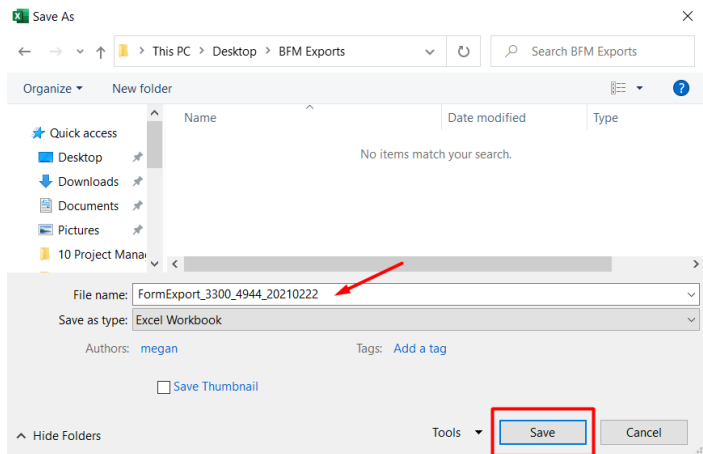 Save As
This PC > Desktop > BFM Exports
Search BFM Exports
Organize
New folder
?
Name
Date modified
Type
Quick access
Desktop
Downloads
Documents
Pictures
10 Project Mana
No items match your search.
File name: FormExport_3300_4944_20210222
Save as type: Excel Workbook
Authors: megan
Tags: Add a tag
Save Thumbnail
Hide Folders
Tools
Save
Cancel